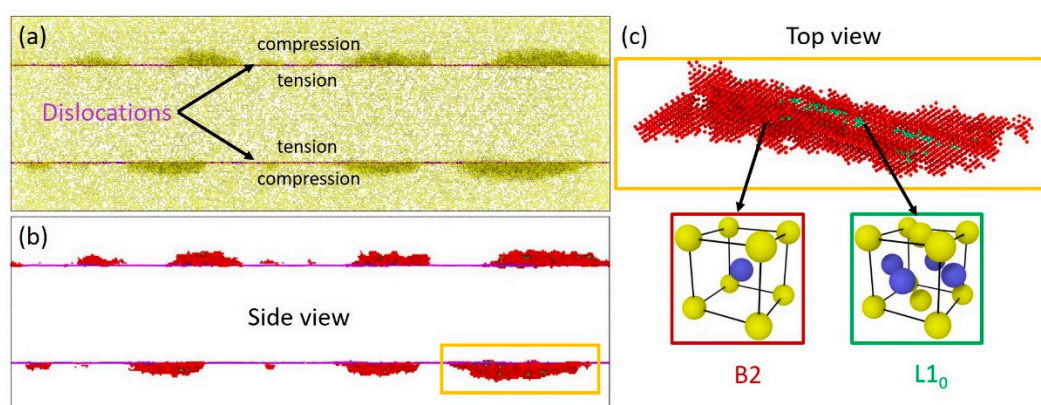 (a)
compression
tension
Dislocations
tension
compression
(b)
Side view
(c)
Top view
B2
L1₀